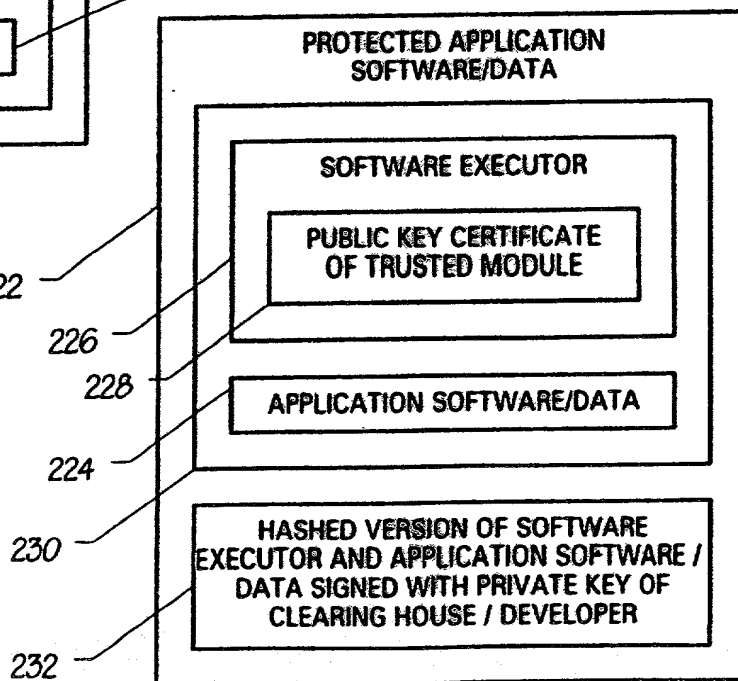 PROTECTED APPLICATION
SOFTWARE/DATA
SOFTWARE EXECUTOR
PUBLIC KEY CERTIFICATE
OF TRUSTED MODULE
22
226
228
APPLICATION SOFTWARE/DATA
224
230
HASHED VERSION OF SOFTWARE
EXECUTOR AND APPLICATION SOFTWARE /
DATA SIGNED WITH PRIVATE KEY OF
CLEARING HOUSE / DEVELOPER
232